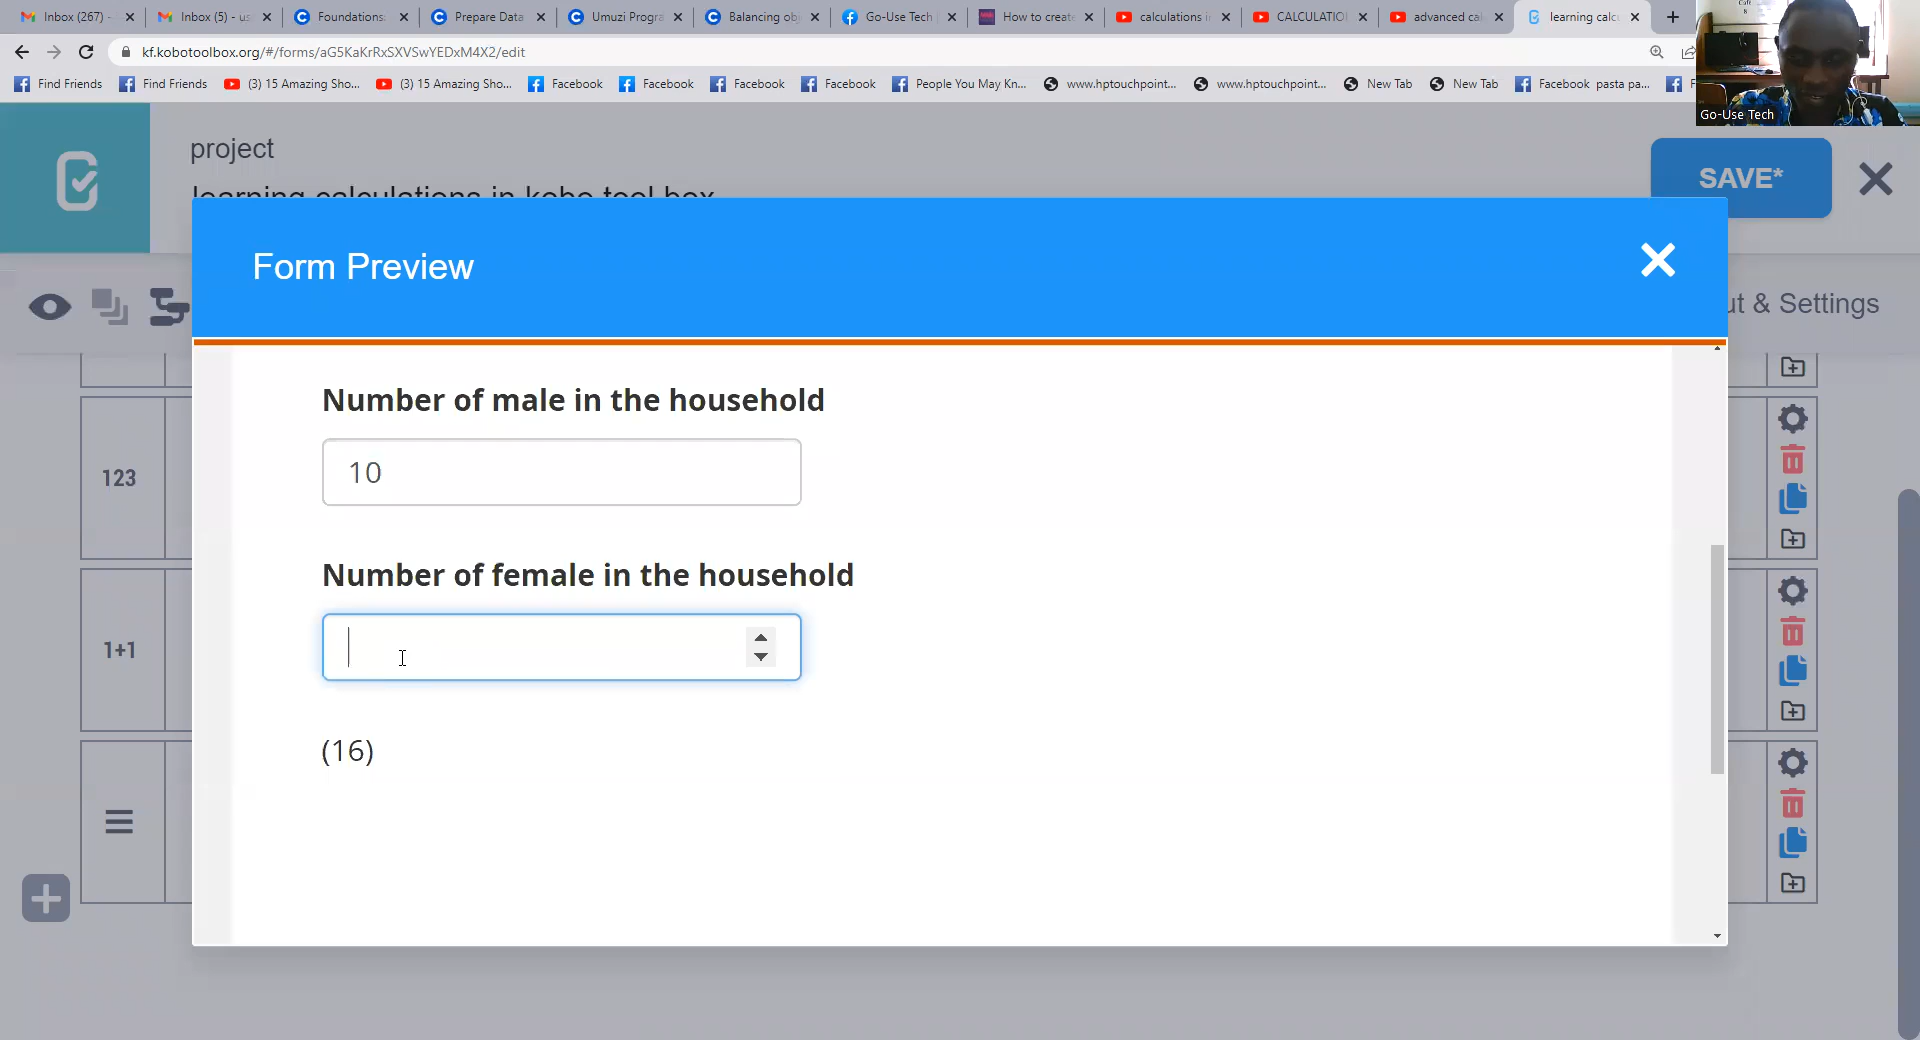 Inbox (267) -
Inbox (5) - us
Foundations:
Prepare Data
Umuzi Progra
Balancing obj
Go-Use Tech
How to create
calculations i
CALCULATIO
advanced cal
learning calc
kf.kobotoolbox.org/#/forms/aG5KaKrRxSXVSwYEDxM4X2/edit
Find Friends
Find Friends
(3) 15 Amazing Sho...
(3) 15 Amazing Sho...
Facebook
Facebook
Facebook
Facebook
People You May Kn...
www.hptouchpoint...
www.hptouchpoint...
New Tab
New Tab
Facebook pasta pa...
F
Go-Use Tech
project
learning calculations in kobo tool box
SAVE*
Form Preview
ut & Settings
Number of male in the household
10
123
Number of female in the household
1+1
(16)